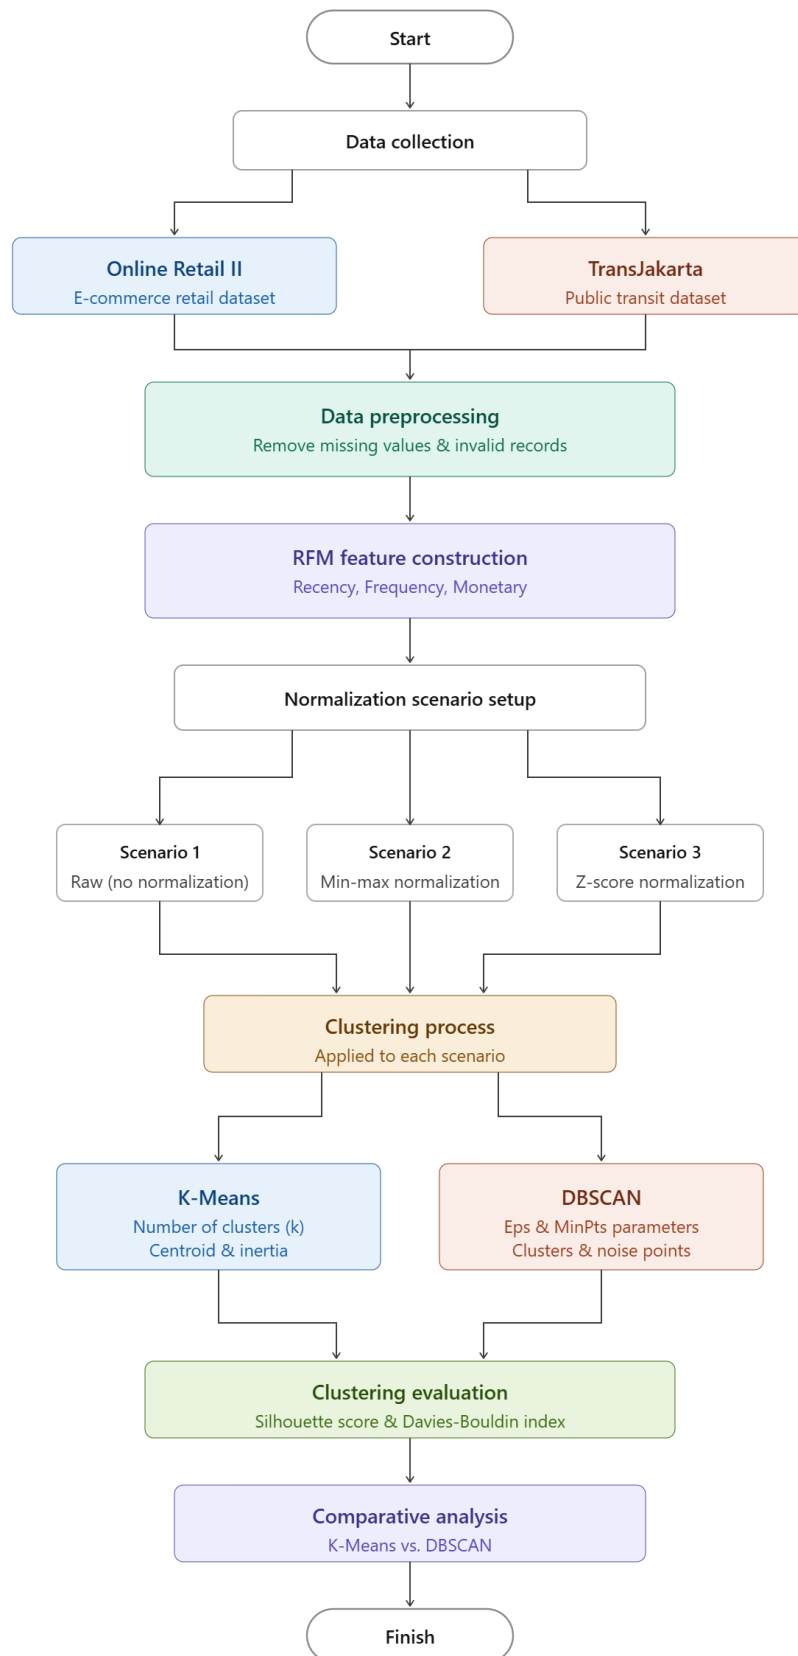 Start
Data collection
Online Retail II
E-commerce retail dataset
TransJakarta
Public transit dataset
Data preprocessing
Remove missing values & invalid records
RFM feature construction
Recency, Frequency, Monetary
Normalization scenario setup
Scenario 1
Raw (no normalization)
Scenario 2
Min-max normalization
Scenario 3
Z-score normalization
Clustering process
Applied to each scenario
K-Means
Number of clusters (k)
Centroid & inertia
DBSCAN
Eps & MinPts parameters
Clusters & noise points
Clustering evaluation
Silhouette score & Davies-Bouldin index
Comparative analysis
K-Means vs. DBSCAN
Finish